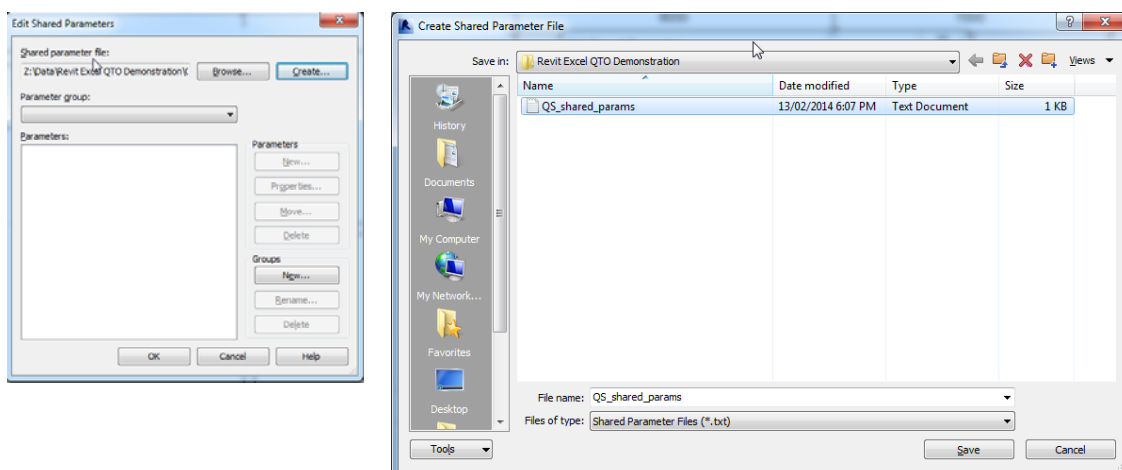 Edit Shared Parameters
Shared parameter file:
Z:\Data\Revit Excel QTO Demonstration\( Browse... Create...
Parameter group:
Parameters:
Parameters
New...
Properties...
Move...
Delete
Groups
New...
Rename...
Delete
OK Cancel Help
Create Shared Parameter File
Save in: Revit Excel QTO Demonstration Views
Name Date modified Type Size
QS_shared_params 13/02/2014 6:07 PM Text Document 1 KB
History
Documents
My Computer
My Network...
Favorites
Desktop
File name: QS_shared_params
Files of type: Shared Parameter Files (*.txt)
Tools Save Cancel